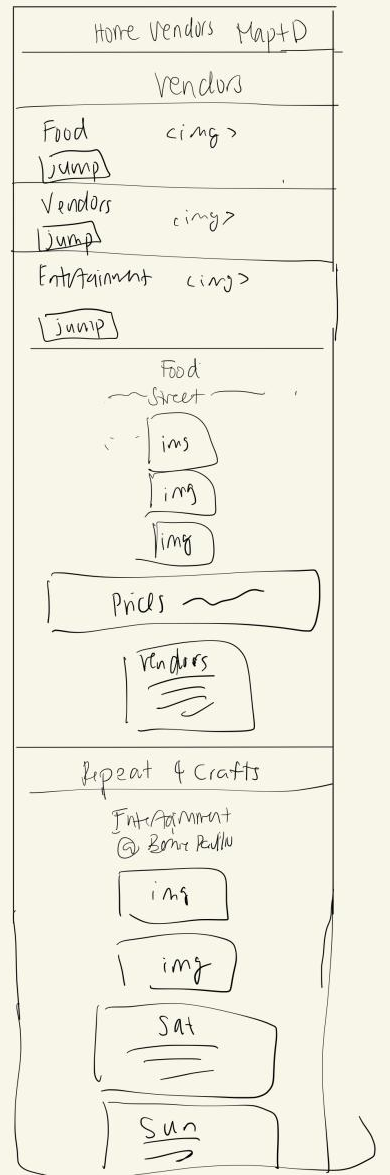 Home Vendors Map+D
Vendors
Food <img>
jump
Vendors <img>
jump
Entertainment <img>
jump
Food
Street
img
img
img
Prices
vendors
Repeat 4 Crafts
Entertainment
@
img
img
Sat
Sun